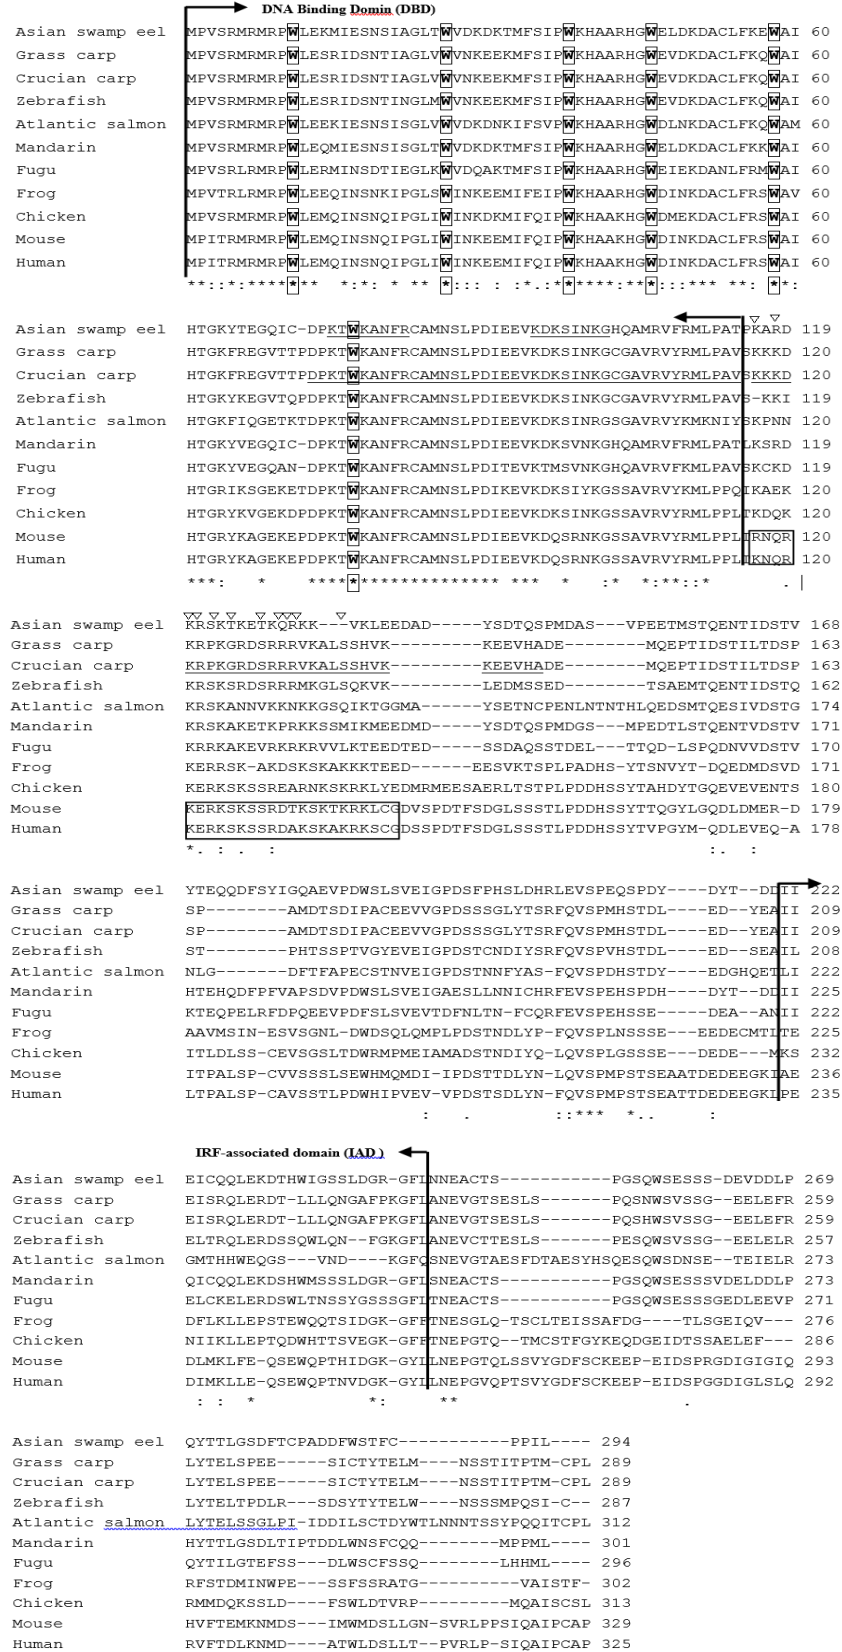 DNA Binding Domin (DBD)
Asian swamp eel MPVSRMRMRPWLEKMIESNSIAGLTWVDKDKTMFSIPWKHAARHGWELDKDACLFKEWAI 60
Grass carp MPVSRMRMRPWLESRIDSNTIAGLVWVNKEEKMFSIPWKHAARHGWEVDKDACLFKQWAI 60
Crucian carp MPVSRMRMRPWLESRIDSNTIAGLVWVNKEEKMFSIPWKHAARHGWEVDKDACLFKQWAI 60
Zebrafish MPVSRMRMRPWLESRIDSNTINGLMWVNKEEKMFSIPWKHAARHGWEVDKDACLFKQWAI 60
Atlantic salmon MPVSRMRMRPWLEEKIESNSISGLVWVDKDNKIFSVPWKHAARHGWDLNKDACLFKQWAM 60
Mandarin MPVSRMRMRPWLEQMIESNSISGLTWVDKDKTMFSIPWKHAARHGWELDKDACLFKKWAI 60
Fugu MPVSRLRMRPWLERMINSDTIEGLKWVDQAKTMFSIPWKHAARHGWEIEKDANLFRMWAI 60
Frog MPVTRLRMRPWLEEQINSNKIPGLSWINKEEMIFEIPWKHAAKHGWDINKDACLFRSWAV 60
Chicken MPVSRMRMRPWLEMQINSNQIPGLIWINKDKMIFQIPWKHAAKHGWDMEKDACLFRSWAI 60
Mouse MPITRMRMRPWLEMQINSNQIPGLIWINKEEMIFQIPWKHAAKHGWDINKDACLFRSWAI 60
Human MPITRMRMRPWLEMQINSNQIPGLIWINKEEMIFQIPWKHAAKHGWDINKDACLFRSWAI 60
**::*:******* *:*: * ** *::: :*.:*****:***::: *** **: **:
Asian swamp eel HTGKYTEGQIC-DPKTWKANFRCAMNSLPDIEEVKDKSINKGHQAMRVFRMLPATPKARD 119
Grass carp HTGKFREGVTTPDPKTWKANFRCAMNSLPDIEEVKDKSINKGCGAVRVYRMLPAVSKKKD 120
Crucian carp HTGKFREGVTTPDPKTWKANFRCAMNSLPDIEEVKDKSINKGCGAVRVYRMLPAVSKKKD 120
Zebrafish HTGKYKEGVTQPDPKTWKANFRCAMNSLPDIEEVKDKSINKGCGAVRVYRMLPAVS-KKI 119
Atlantic salmon HTGKFIQGETKTDPKTWKANFRCAMNSLPDIEEVKDKSINRGSGAVRVYKMKNIYSKPNN 120
Mandarin HTGKYVEGQIC-DPKTWKANFRCAMNSLPDIEEVKDKSVNKGHQAMRVFRMLPATLKSRD 119
Fugu HTGKYVEGQAN-DPKTWKANFRCAMNSLPDITEVKTMSVNKGHQAVRVFKMLPAVSKCKD 119
Frog HTGRIKSGEKETDPKTWKANFRCAMNSLPDIKEVKDKSIYKGSSAVRVYKMLPPQIKAEK 120
Chicken HTGRYKVGEKDPDPKTWKANFRCAMNSLPDIEEVKDKSINKGSSAVRVYRMLPPLTKDQK 120
Mouse HTGRYKAGEKEPDPKTWKANFRCAMNSLPDIEEVKDQSRNKGSSAVRVYRMLPPLTRNQR 120
Human HTGRYKAGEKEPDPKTWKANFRCAMNSLPDIEEVKDQSRNKGSSAVRVYRMLPPLTKNQR 120
***: * ****************** *** * :* *:**::* .
Asian swamp eel KRSKTKETKQRKK---VKLEEDAD-----YSDTQSPMDAS---VPEETMSTQENTIDSTV 168
Grass carp KRPKGRDSRRRVKALSSHVK---------KEEVHADE-------MQEPTIDSTILTDSP 163
Crucian carp KRPKGRDSRRRVKALSSHVK---------KEEVHADE-------MQEPTIDSTILTDSP 163
Zebrafish KRSKSRDSRRRMKGLSQKVK---------LEDMSSED--------TSAEMTQENTIDSTQ 162
Atlantic salmon KRSKANNVKKNKKGSQIKTGGMA------YSETNCPENLNTNTHLQEDSMTQESIVDSTG 174
Mandarin KRSKAKETKPRKKSSMIKMEEDMD-----YSDTQSPMDGS---MPEDTLSTQENTVDSTV 171
Fugu KRRKAKEVRKRKRVVLKTEEDTED-----SSDAQSSTDEL---TTQD-LSPQDNVVDSTV 170
Frog KERRSK-AKDSKSKAKKKTEED-------EESVKTSPLPADHS-YTSNVYT-DQEDMDSVD 171
Chicken KERKSKSSREARNKSKRKLYEDMRMEESAERLTSTPLPDDHSSYTAHDYTGQEVEVENTS 180
Mouse KERKSKSSRDTKSKTKRKLCGDVSPDTFSDGLSSSTLPDDHSSYTTQGYLGQDLDMER-D 179
Human KERKSKSSRDAKSKAKRKSCGDSSPDTFSDGLSSSTLPDDHSSYTVPGYM-QDLEVEQ-A 178
*. : . : :. :
Asian swamp eel YTEQQDFSYIGQAEVPDWSLSVEIGPDSFPHSLDHRLEVSPEQSPDY----DYT--DDII 222
Grass carp SP--------AMDTSDIPACEEVVGPDSSSGLYTSRFQVSPMHSTDL----ED--YEAII 209
Crucian carp SP--------AMDTSDIPACEEVVGPDSSSGLYTSRFQVSPMHSTDL----ED--YEAII 209
Zebrafish ST--------PHTSSPTVGYEVEIGPDSTCNDIYSRFQVSPVHSTDL----ED--SEAIL 208
Atlantic salmon NLG-------DFTFAPECSTNVEIGPDSTNNFYAS-FQVSPDHSTDY----EDGHQETLI 222
Mandarin HTEHQDFPFVAPSDVPDWSLSVEIGAESLLNNICHRFEVSPEHSPDH----DYT--DDII 225
Fugu KTEQPELRFDPQEEVPDFSLSVEVTDFNLTN-FCQRFEVSPEHSSE-----DEA--ANII 222
Frog AAVMSIN-ESVSGNL-DWDSQLQMPLPDSTNDLYP-FQVSPLNSSSE---EEDECMTLTE 225
Chicken ITLDLSS-CEVSGSLTDWRMPMEIAMADSTNDIYQ-LQVSPLGSSSE---DEDE---MKS 232
Mouse ITPALSP-CVVSSSLSEWHMQMDI-IPDSTTDLYN-LQVSPMPSTSEAATDEDEEGKIAE 236
Human LTPALSP-CAVSSTLPDWHIPVEV-VPDSTSDLYN-FQVSPMPSTSEATTDEDEEGKLPE 235
: . ::*** *.. :
IRF-associated domain (IAD )
Asian swamp eel EICQQLEKDTHWIGSSLDGR-GFLNNEACTS----------PGSQWSESSS-DEVDDLP 269
Grass carp EISRQLERDT-LLLQNGAFPKGFLANEVGTSESLS------PQSNWSVSSG--EELEFR 259
Crucian carp EISRQLERDT-LLLQNGAFPKGFLANEVGTSESLS------PQSHWSVSSG--EELEFR 259
Zebrafish ELTRQLERDSSQWLQN--FGKGFLANEVCTTESLS------PESQWSVSSG--EELELR 257
Atlantic salmon GMTHHWEQGS---VND----KGFQSNEVGTAESFDTAESYHSQESQWSDNSE--TEIELR 273
Mandarin QICQQLEKDSHWMSSSLDGR-GFLSNEACTS----------PGSQWSESSSVDELDDLP 273
Fugu ELCKELERDSWLTNSSYGSSSGFLTNEACTS----------PGSQWSESSSGEDLEEVP 271
Frog DFLKLLEPSTEWQQTSIDGK-GFFTNESGLQ-TSCLTEISSAFDG----TLSGEIQV--- 276
Chicken NIIKLLEPTQDWHTTSVEGK-GFFTNEPGTQ--TMCSTFGYKEQDGEIDTSSAELEF--- 286
Mouse DLMKLFE-QSEWQPTHIDGK-GYLLNEPGTQLSSVYGDFSCKEEP-EIDSPRGDIGIGIQ 293
Human DIMKLLE-QSEWQPTNVDGK-GYLLNEPGVQPTSVYGDFSCKEEP-EIDSPGGDIGLSLQ 292
: : * *: ** .
Asian swamp eel QYTTLGSDFTCPADDFWSTFC-----------PPIL---- 294
Grass carp LYTELSPEE----SICTYTELM----NSSTITPTM-CPL 289
Crucian carp LYTELSPEE----SICTYTELM----NSSTITPTM-CPL 289
Zebrafish LYTELTPDLR---SDSYTYTELW----NSSSMPQSI-C-- 287
Atlantic salmon LYTELSSGLPI-IDDILSCTDYWTLNNNTSSYPQQITCPL 312
Mandarin HYTTLGSDLTIPTDDLWNSFCQQ--------MPPML---- 301
Fugu QYTILGTEFSS--DDLWSCFSSQ--------LHHML---- 296
Frog RFSTDMINWPE---SSFSSRATG---------VAISTF- 302
Chicken RMMDQKSSLD----FSWLDTVRP---------MQAISCSL 313
Mouse HVFTEMKNMDS---IMWMDSLLGN-SVRLPPSIQAIPCAP 329
Human RVFTDLKNMD----ATWLDSLLT--PVRLP-SIQAIPCAP 325